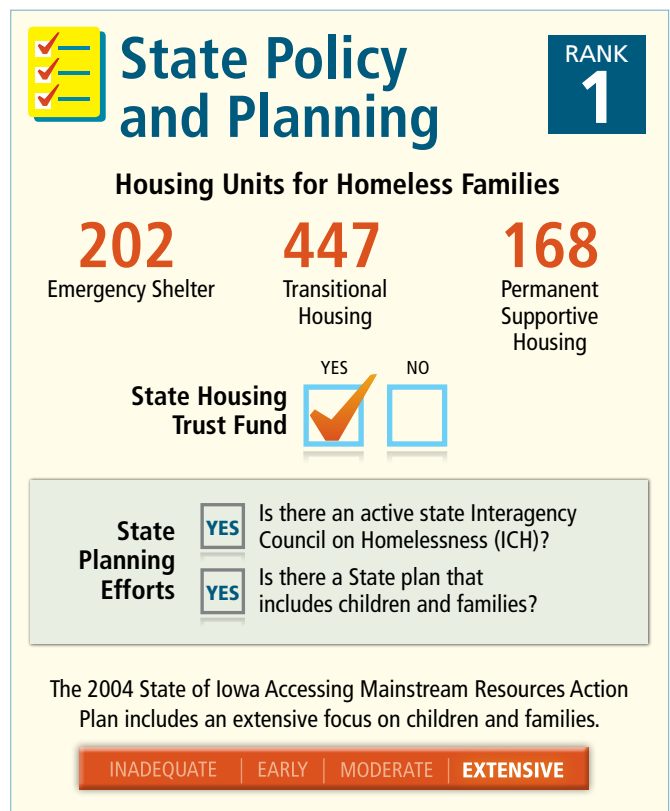 State Policy
and Planning
RANK
1
Housing Units for Homeless Families
202
Emergency Shelter
447
Transitional
Housing
168
Permanent
Supportive
Housing
State Housing
Trust Fund
YES
NO
State
Planning
Efforts
YES
Is there an active state Interagency
Council on Homelessness (ICH)?
YES
Is there a State plan that
includes children and families?
The 2004 State of Iowa Accessing Mainstream Resources Action
Plan includes an extensive focus on children and families.
INADEQUATE | EARLY | MODERATE | EXTENSIVE